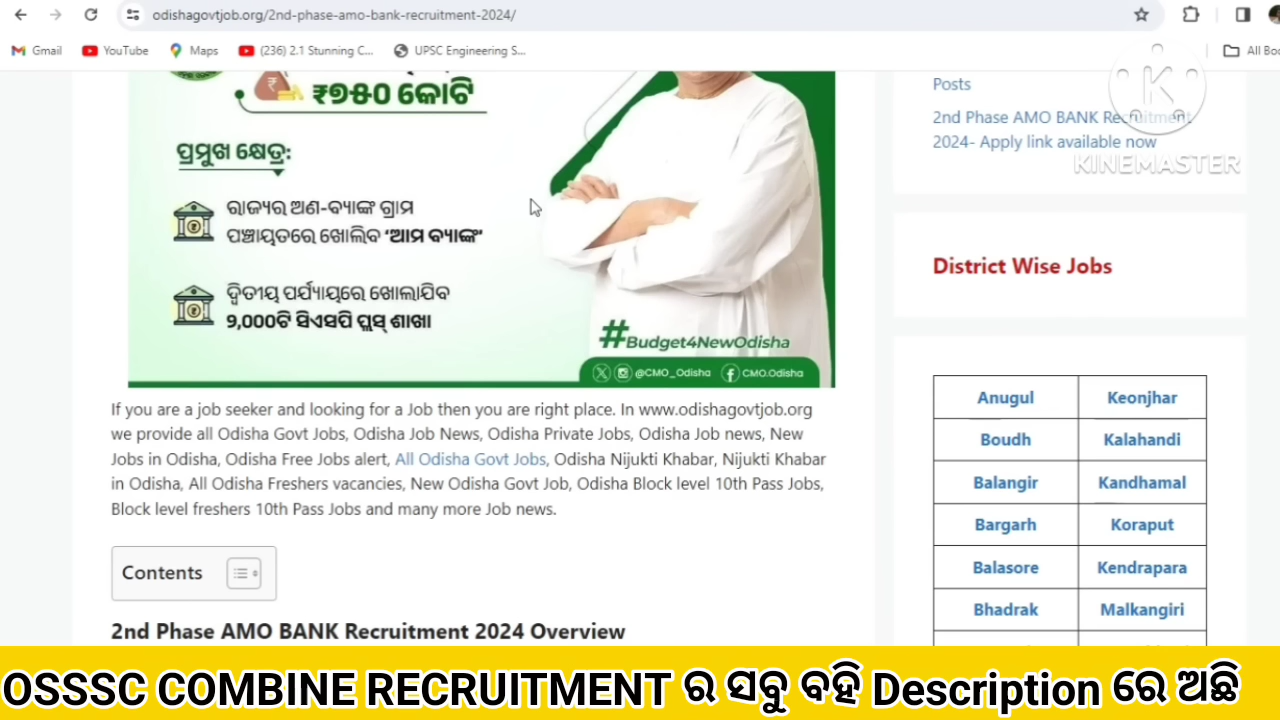 odishagovtjob.org/2nd-phase-amo-bank-recruitment-2024/
Gmail YouTube Maps (236) 2.1 Stunning C... UPSC Engineering S... All Boo
₹୭୫୦ କୋଟି
ପ୍ରମୁଖ କ୍ଷେତ୍ର:
ରାଜ୍ୟର ଅଣ-ବ୍ୟାଙ୍କ ଗ୍ରାମ
ପଞ୍ଚାୟତରେ ଖୋଲିବ ‘ଆମ ବ୍ୟାଙ୍କ’
ଦ୍ୱିତୀୟ ପର୍ଯ୍ୟାୟରେ ଖୋଲାଯିବ
୨,୦୦୦ଟି ସିଏସପି ପ୍ଲସ୍ ଶାଖା
#Budget4NewOdisha
@CMO_Odisha CMO.Odisha
If you are a job seeker and looking for a Job then you are right place. In www.odishagovtjob.org
we provide all Odisha Govt Jobs, Odisha Job News, Odisha Private Jobs, Odisha Job news, New
Jobs in Odisha, Odisha Free Jobs alert, All Odisha Govt Jobs, Odisha Nijukti Khabar, Nijukti Khabar
in Odisha, All Odisha Freshers vacancies, New Odisha Govt Job, Odisha Block level 10th Pass Jobs,
Block level freshers 10th Pass Jobs and many more Job news.
Contents
2nd Phase AMO BANK Recruitment 2024 Overview
Posts
2nd Phase AMO BANK Recruitment
2024- Apply link available now
K
KINEMASTER
District Wise Jobs
Anugul Keonjhar
Boudh Kalahandi
Balangir Kandhamal
Bargarh Koraput
Balasore Kendrapara
Bhadrak Malkangiri
OSSSC COMBINE RECRUITMENT ର ସବୁ ବହି Description ରେ ଅଛି